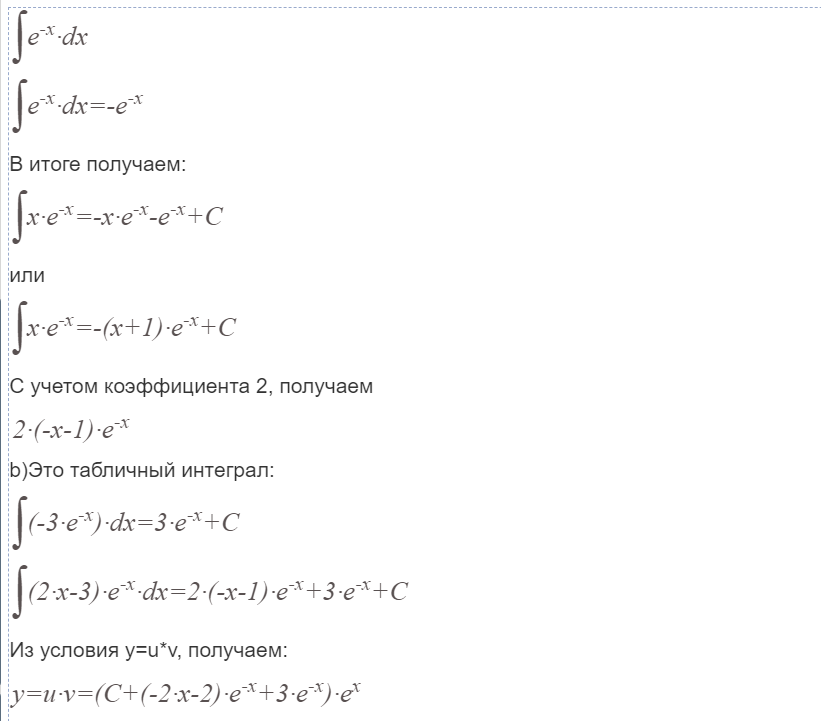 ∫e⁻ˣ·dx
∫e⁻ˣ·dx=-e⁻ˣ
В итоге получаем:
∫x·e⁻ˣ=-x·e⁻ˣ-e⁻ˣ+C
или
∫x·e⁻ˣ=-(x+1)·e⁻ˣ+C
С учетом коэффициента 2, получаем
2·(-x-1)·e⁻ˣ
b)Это табличный интеграл:
∫(-3·e⁻ˣ)·dx=3·e⁻ˣ+C
∫(2·x-3)·e⁻ˣ·dx=2·(-x-1)·e⁻ˣ+3·e⁻ˣ+C
Из условия y=u*v, получаем:
y=u·v=(C+(-2·x-2)·e⁻ˣ+3·e⁻ˣ)·eˣ